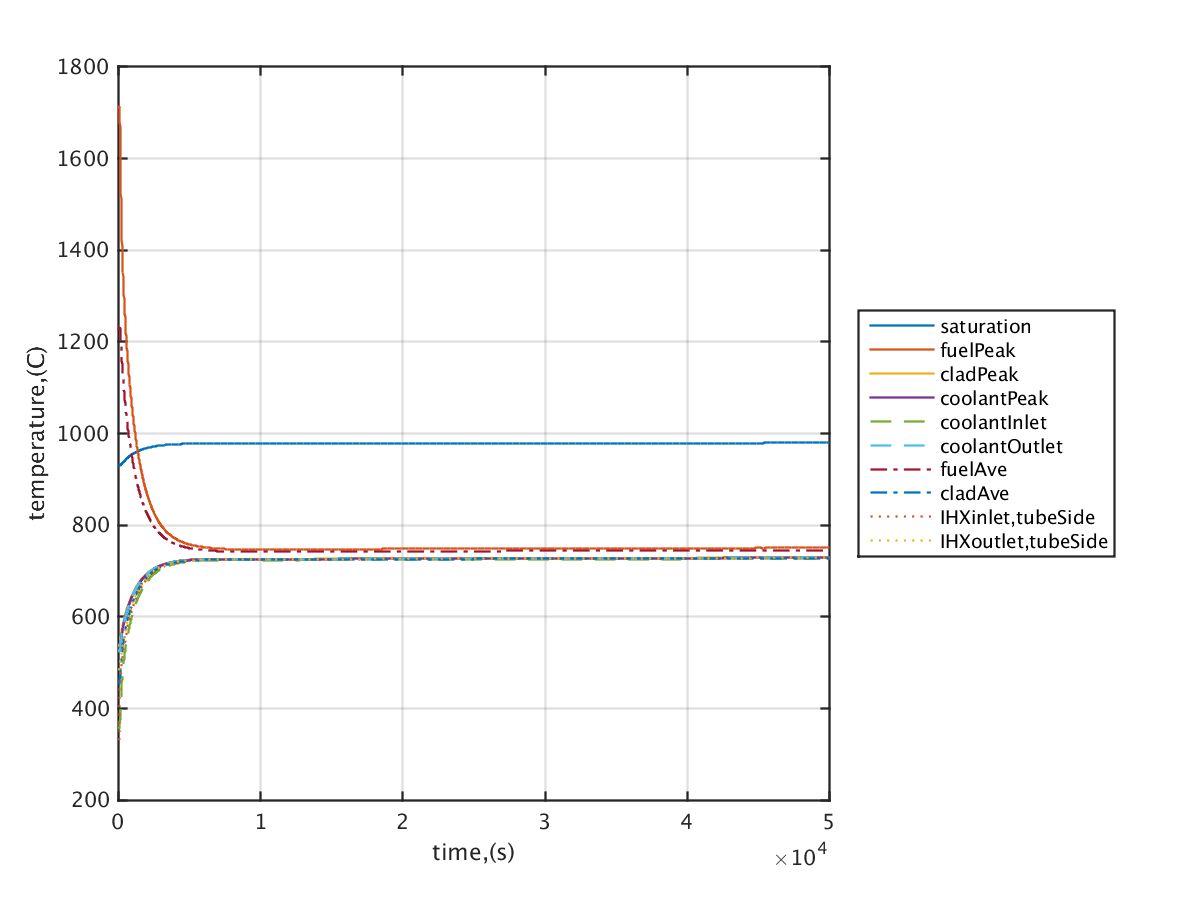 1800
1600
1400
1200
1000
800
600
400
200
temperature,(C)
0
1
2
3
4
5
time,(s)
×10^4
saturation
fuelPeak
cladPeak
coolantPeak
coolantInlet
coolantOutlet
fuelAve
cladAve
IHXinlet,tubeSide
IHXoutlet,tubeSide